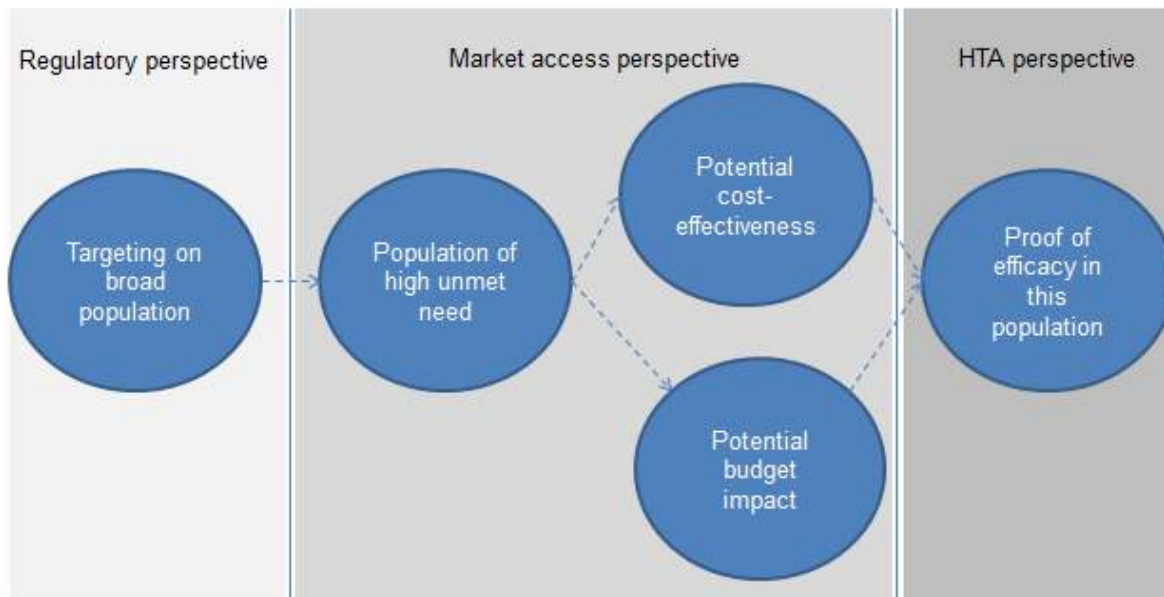 Regulatory perspective
Market access perspective
HTA perspective
Targeting on
broad
population
Population of
high unmet
need
Potential
cost-
effectiveness
Potential
budget
impact
Proof of
efficacy in
this
population